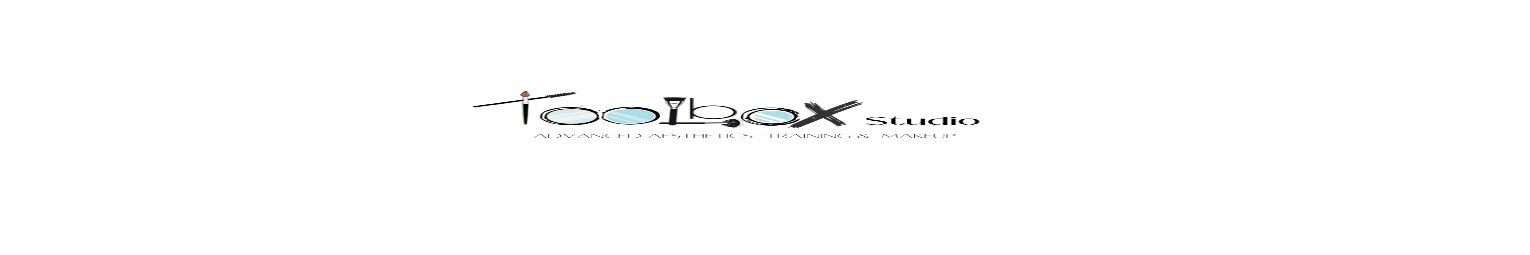 Toolbox Studio
ADVANCED AESTHETICS TRAINING & MAKEUP